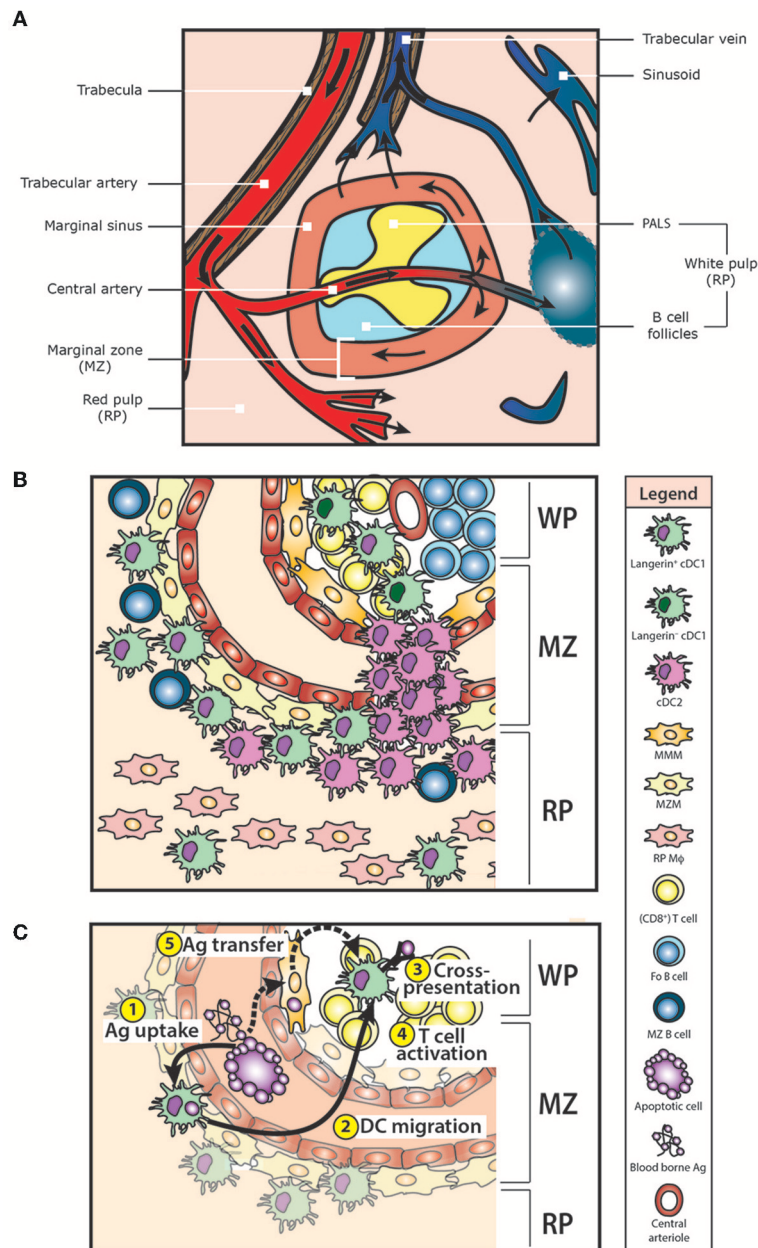 A
Trabecula
Trabecular artery
Marginal sinus
Central artery
Marginal zone
(MZ)
Red pulp
(RP)
Trabecular vein
Sinusoid
PALS
White pulp
(RP)
B cell
follicles
B
WP
MZ
RP
Legend
Langerin⁺ cDC1
Langerin⁻ cDC1
cDC2
MMM
MZM
RP Mϕ
(CD8⁺) T cell
Fo B cell
MZ B cell
Apoptotic cell
Blood borne Ag
Central
arteriole
C
5 Ag transfer
1
Ag uptake
3 Cross-
presentation
4 T cell
activation
2 DC migration
WP
MZ
RP